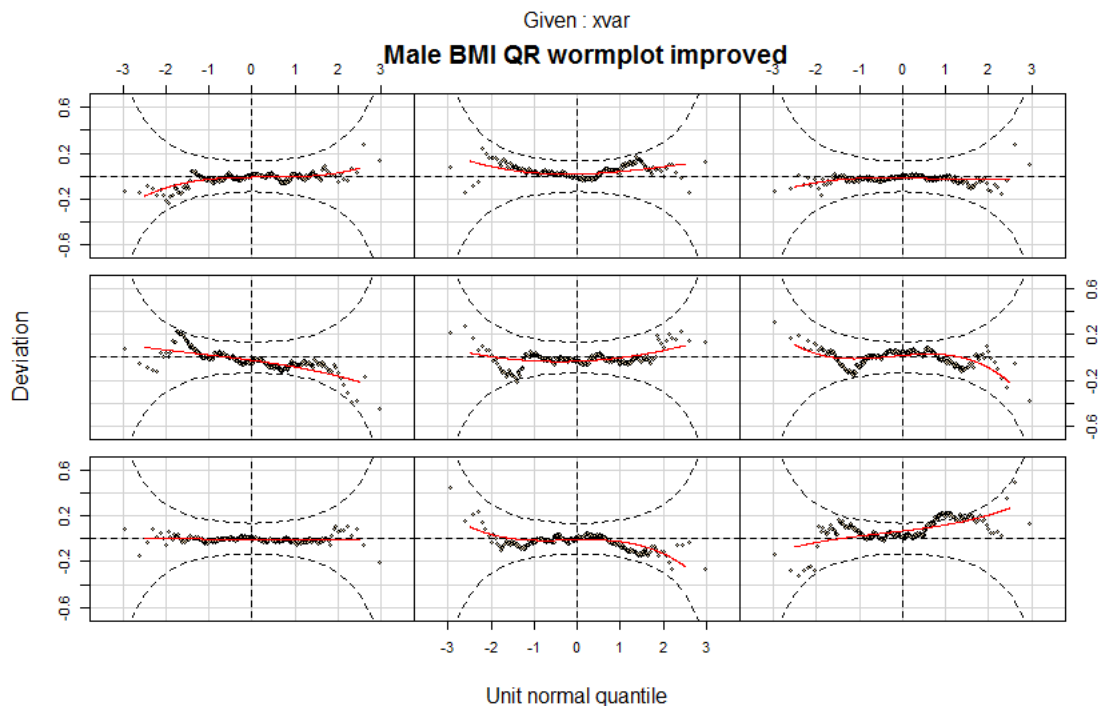 Given : xvar
Male BMI QR wormplot improved
-3 -2 -1 0 1 2 3 -3 -2 -1 0 1 2 3
0.6
0.2
-0.2
-0.6
0.6
0.2
-0.2
-0.6
Deviation
0.6
0.2
-0.2
-0.6
-3 -2 -1 0 1 2 3
Unit normal quantile